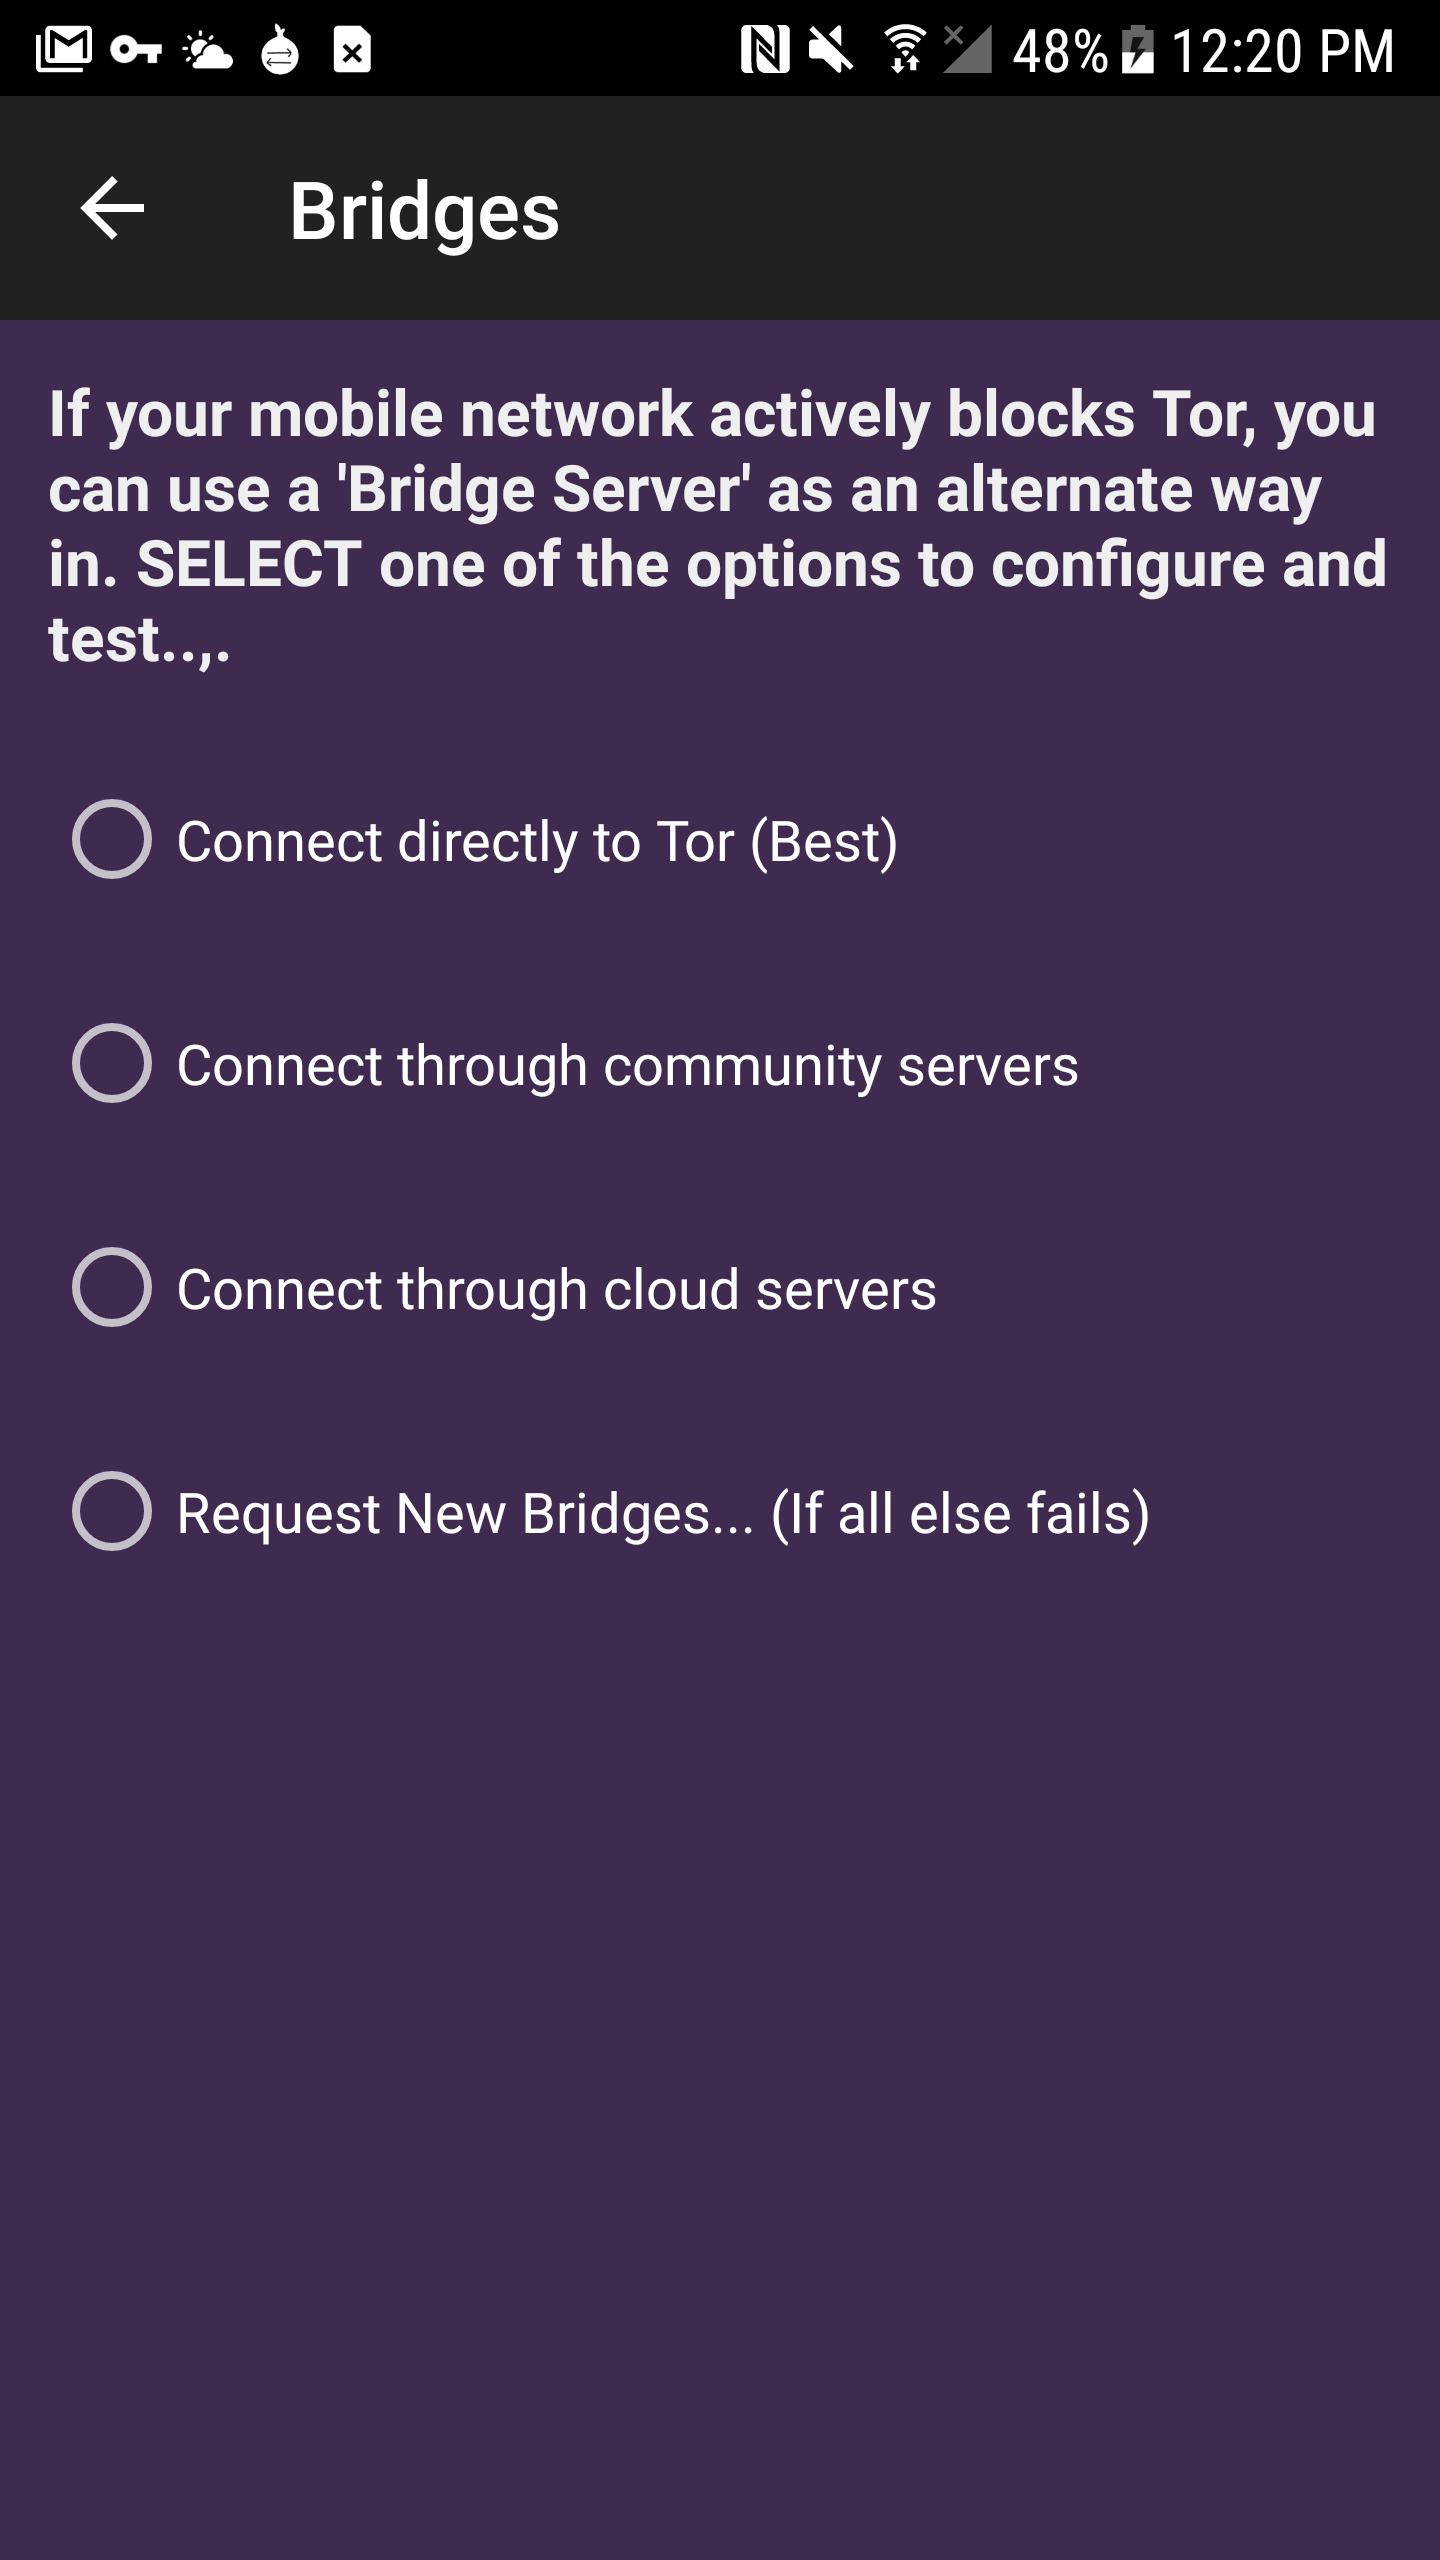 48% 12:20 PM
Bridges
If your mobile network actively blocks Tor, you
can use a 'Bridge Server' as an alternate way
in. SELECT one of the options to configure and
test..,.
Connect directly to Tor (Best)
Connect through community servers
Connect through cloud servers
Request New Bridges... (If all else fails)